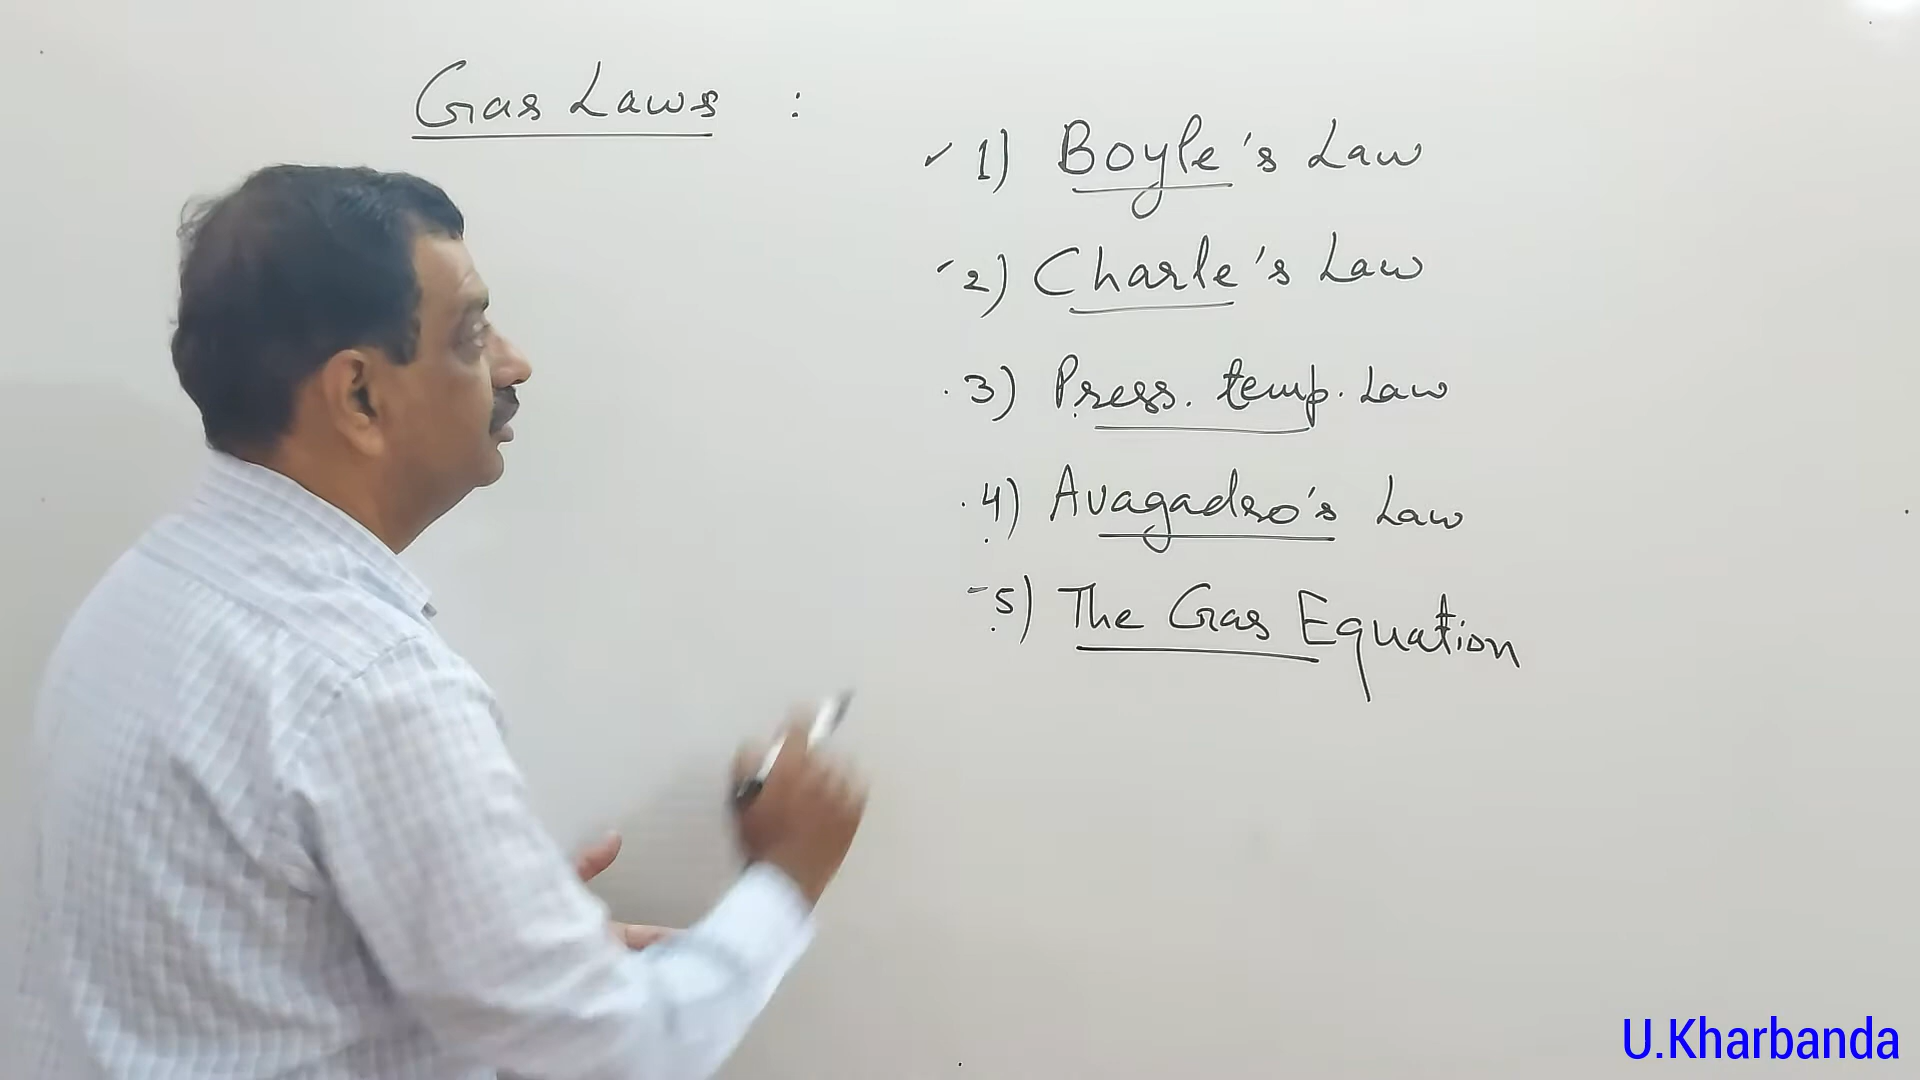 Gas Laws :
1) Boyle's Law
2) Charle's Law
3) Press. temp. Law
4) Avagadro's Law
5) The Gas Equation
U.Kharbanda